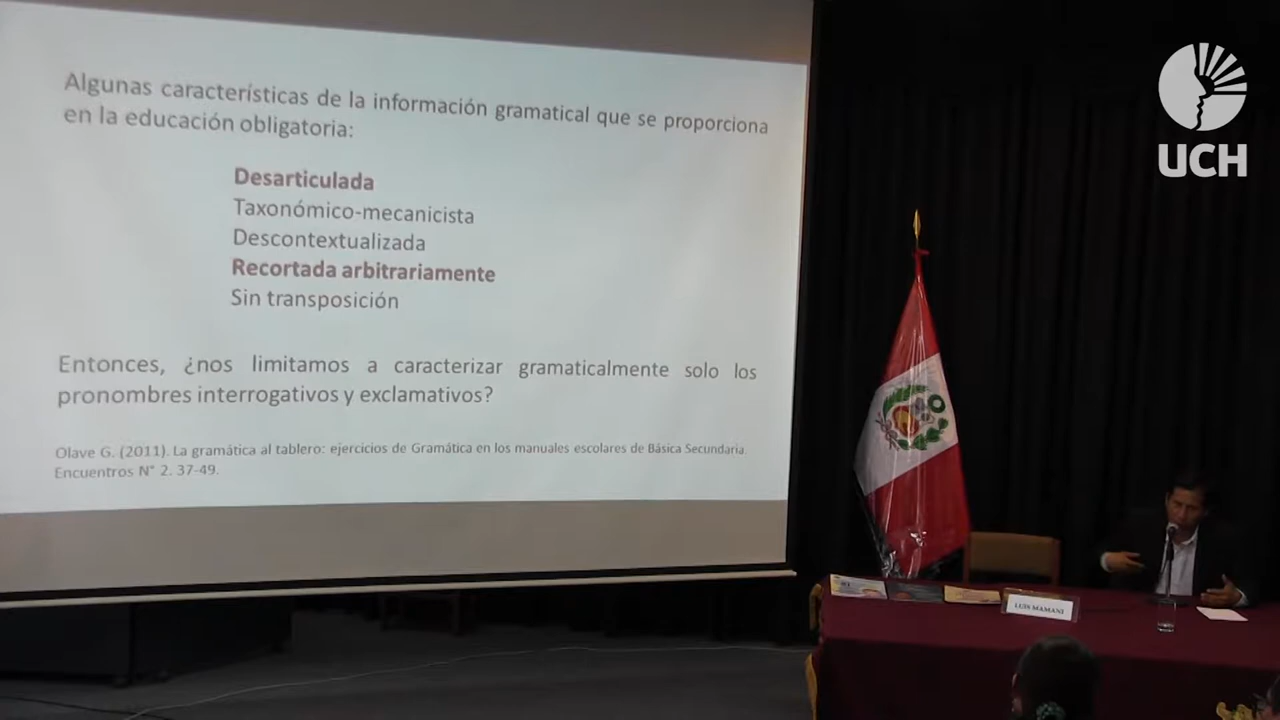 Algunas características de la información gramatical que se proporciona
en la educación obligatoria:
Desarticulada
Taxonómico-mecanicista
Descontextualizada
Recortada arbitrariamente
Sin transposición
Entonces, ¿nos limitamos a caracterizar gramaticalmente solo los
pronombres interrogativos y exclamativos?
Olave G. (2011). La gramática al tablero: ejercicios de Gramática en los manuales escolares de Básica Secundaria.
Encuentros N° 2. 37-49.
UCH
LUIS MAMANI